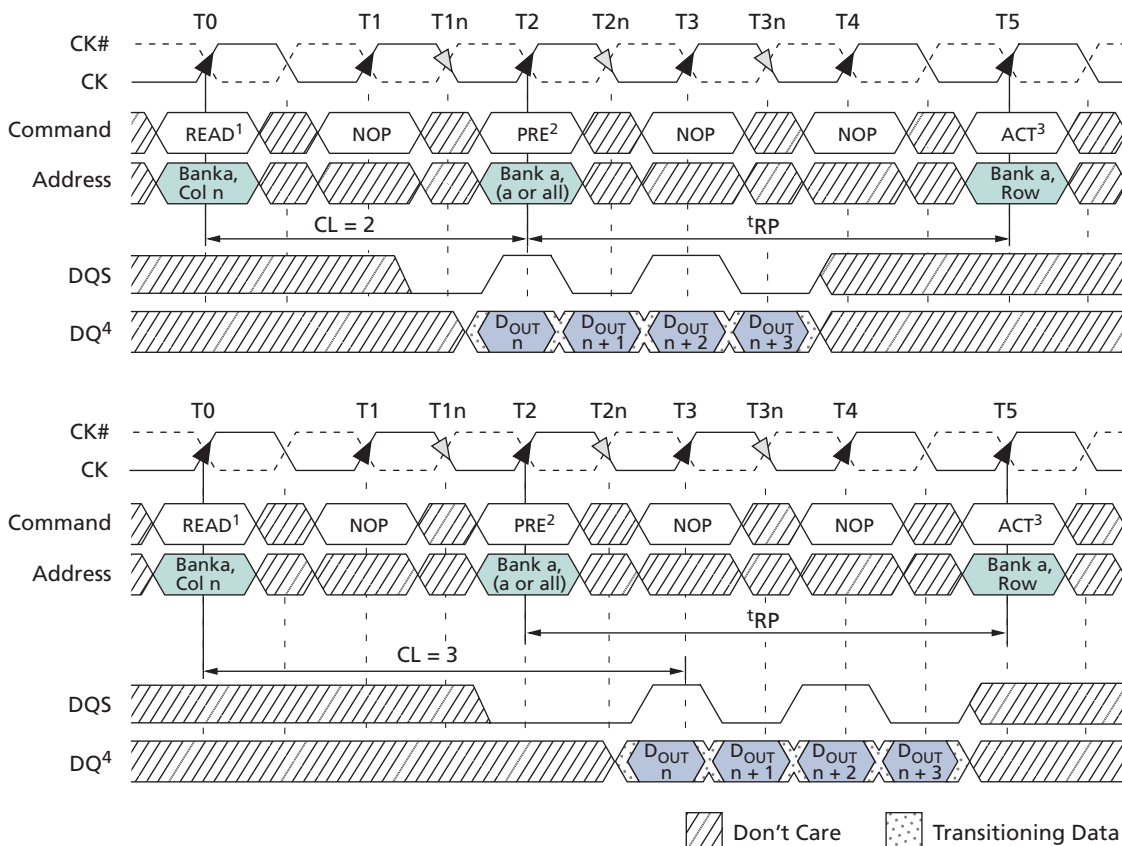 T0 T1 T1n T2 T2n T3 T3n T4 T5
CK#
CK
Command READ¹ NOP PRE² NOP NOP ACT³
Address Banka, Col n Bank a, (a or all) Bank a, Row
CL = 2 ᵗRP
DQS
DQ⁴ DOUT n DOUT n + 1 DOUT n + 2 DOUT n + 3
T0 T1 T1n T2 T2n T3 T3n T4 T5
CK#
CK
Command READ¹ NOP PRE² NOP NOP ACT³
Address Banka, Col n Bank a, (a or all) Bank a, Row
ᵗRP
CL = 3
DQS
DQ⁴ DOUT n DOUT n + 1 DOUT n + 2 DOUT n + 3
Don't Care Transitioning Data